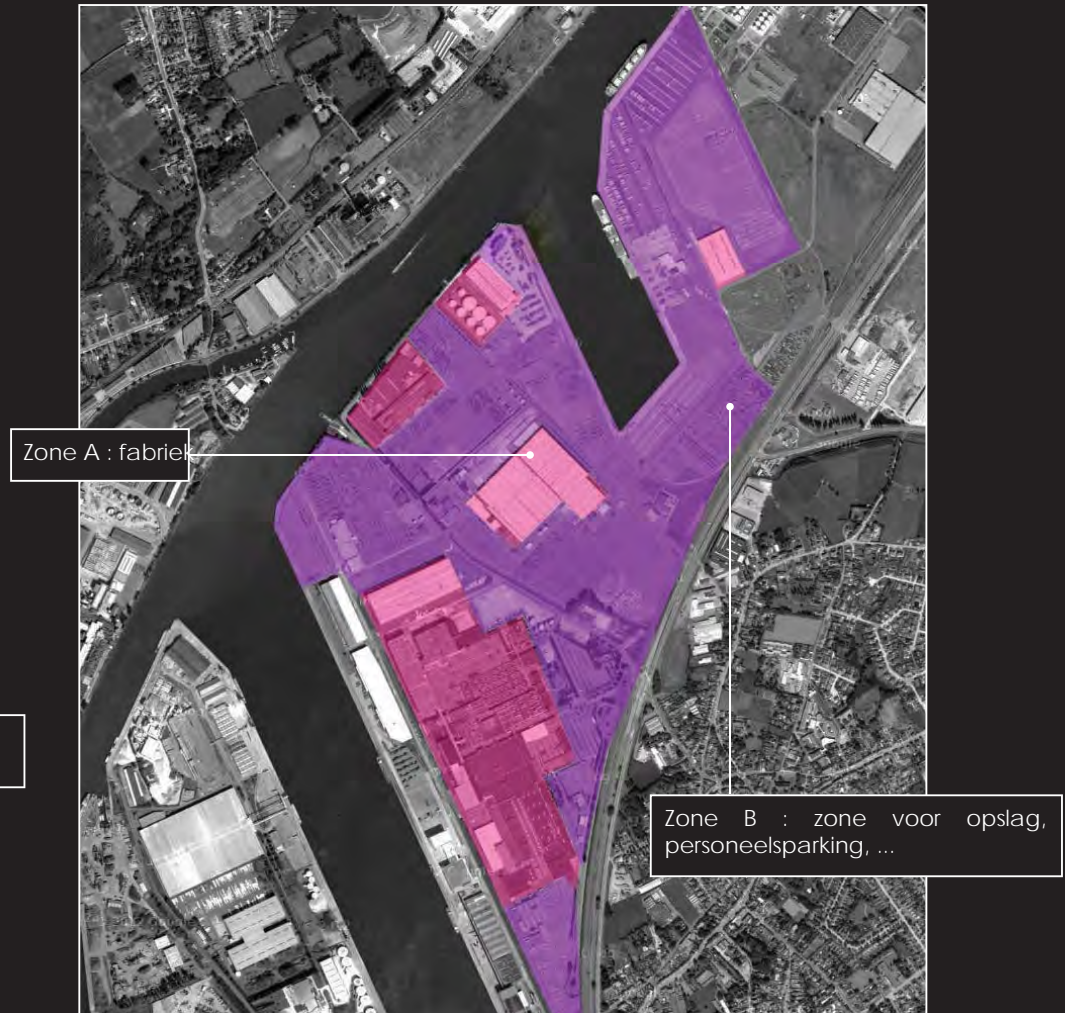 Zone A : fabriek
Zone B : zone voor opslag,
personeelsparking, ...